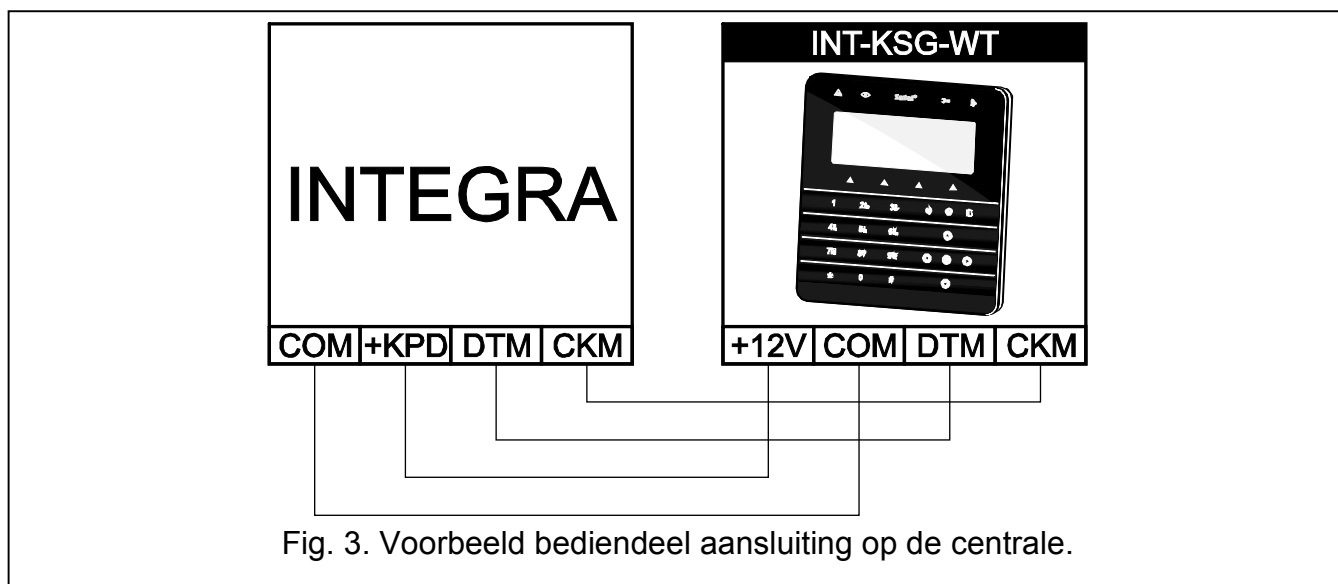 INT-KSG-WT
INTEGRA
COM +KPD DTM CKM
+12V COM DTM CKM
Fig. 3. Voorbeeld bediendeel aansluiting op de centrale.